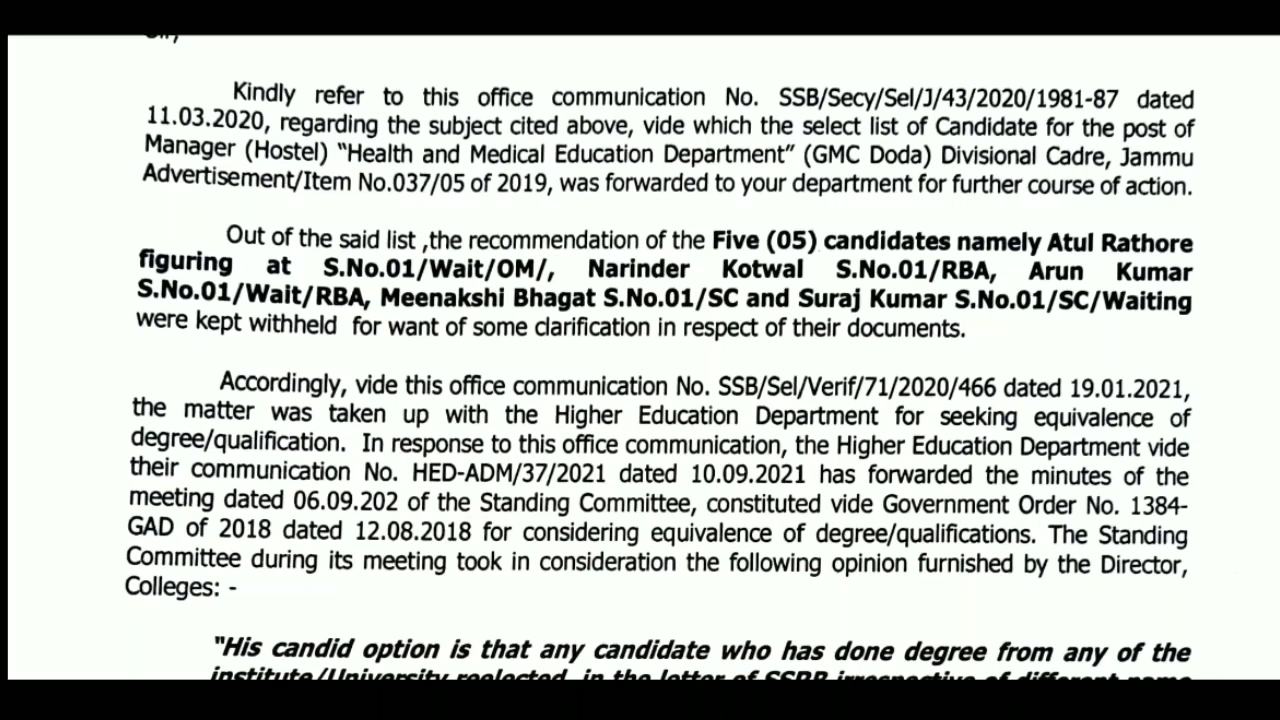 Kindly refer to this office communication No. SSB/Secy/Sel/J/43/2020/1981-87 dated
11.03.2020, regarding the subject cited above, vide which the select list of Candidate for the post of
Manager (Hostel) "Health and Medical Education Department" (GMC Doda) Divisional Cadre, Jammu
Advertisement/Item No.037/05 of 2019, was forwarded to your department for further course of action.
Out of the said list ,the recommendation of the Five (05) candidates namely Atul Rathore
figuring at S.No.01/Wait/OM/, Narinder Kotwal S.No.01/RBA, Arun Kumar
S.No.01/Wait/RBA, Meenakshi Bhagat S.No.01/SC and Suraj Kumar S.No.01/SC/Waiting
were kept withheld for want of some clarification in respect of their documents.
Accordingly, vide this office communication No. SSB/Sel/Verif/71/2020/466 dated 19.01.2021,
the matter was taken up with the Higher Education Department for seeking equivalence of
degree/qualification. In response to this office communication, the Higher Education Department vide
their communication No. HED-ADM/37/2021 dated 10.09.2021 has forwarded the minutes of the
meeting dated 06.09.202 of the Standing Committee, constituted vide Government Order No. 1384-
GAD of 2018 dated 12.08.2018 for considering equivalence of degree/qualifications. The Standing
Committee during its meeting took in consideration the following opinion furnished by the Director,
Colleges: -
"His candid option is that any candidate who has done degree from any of the
institute/University reelected, in the letter of SSRB irrespective of different name